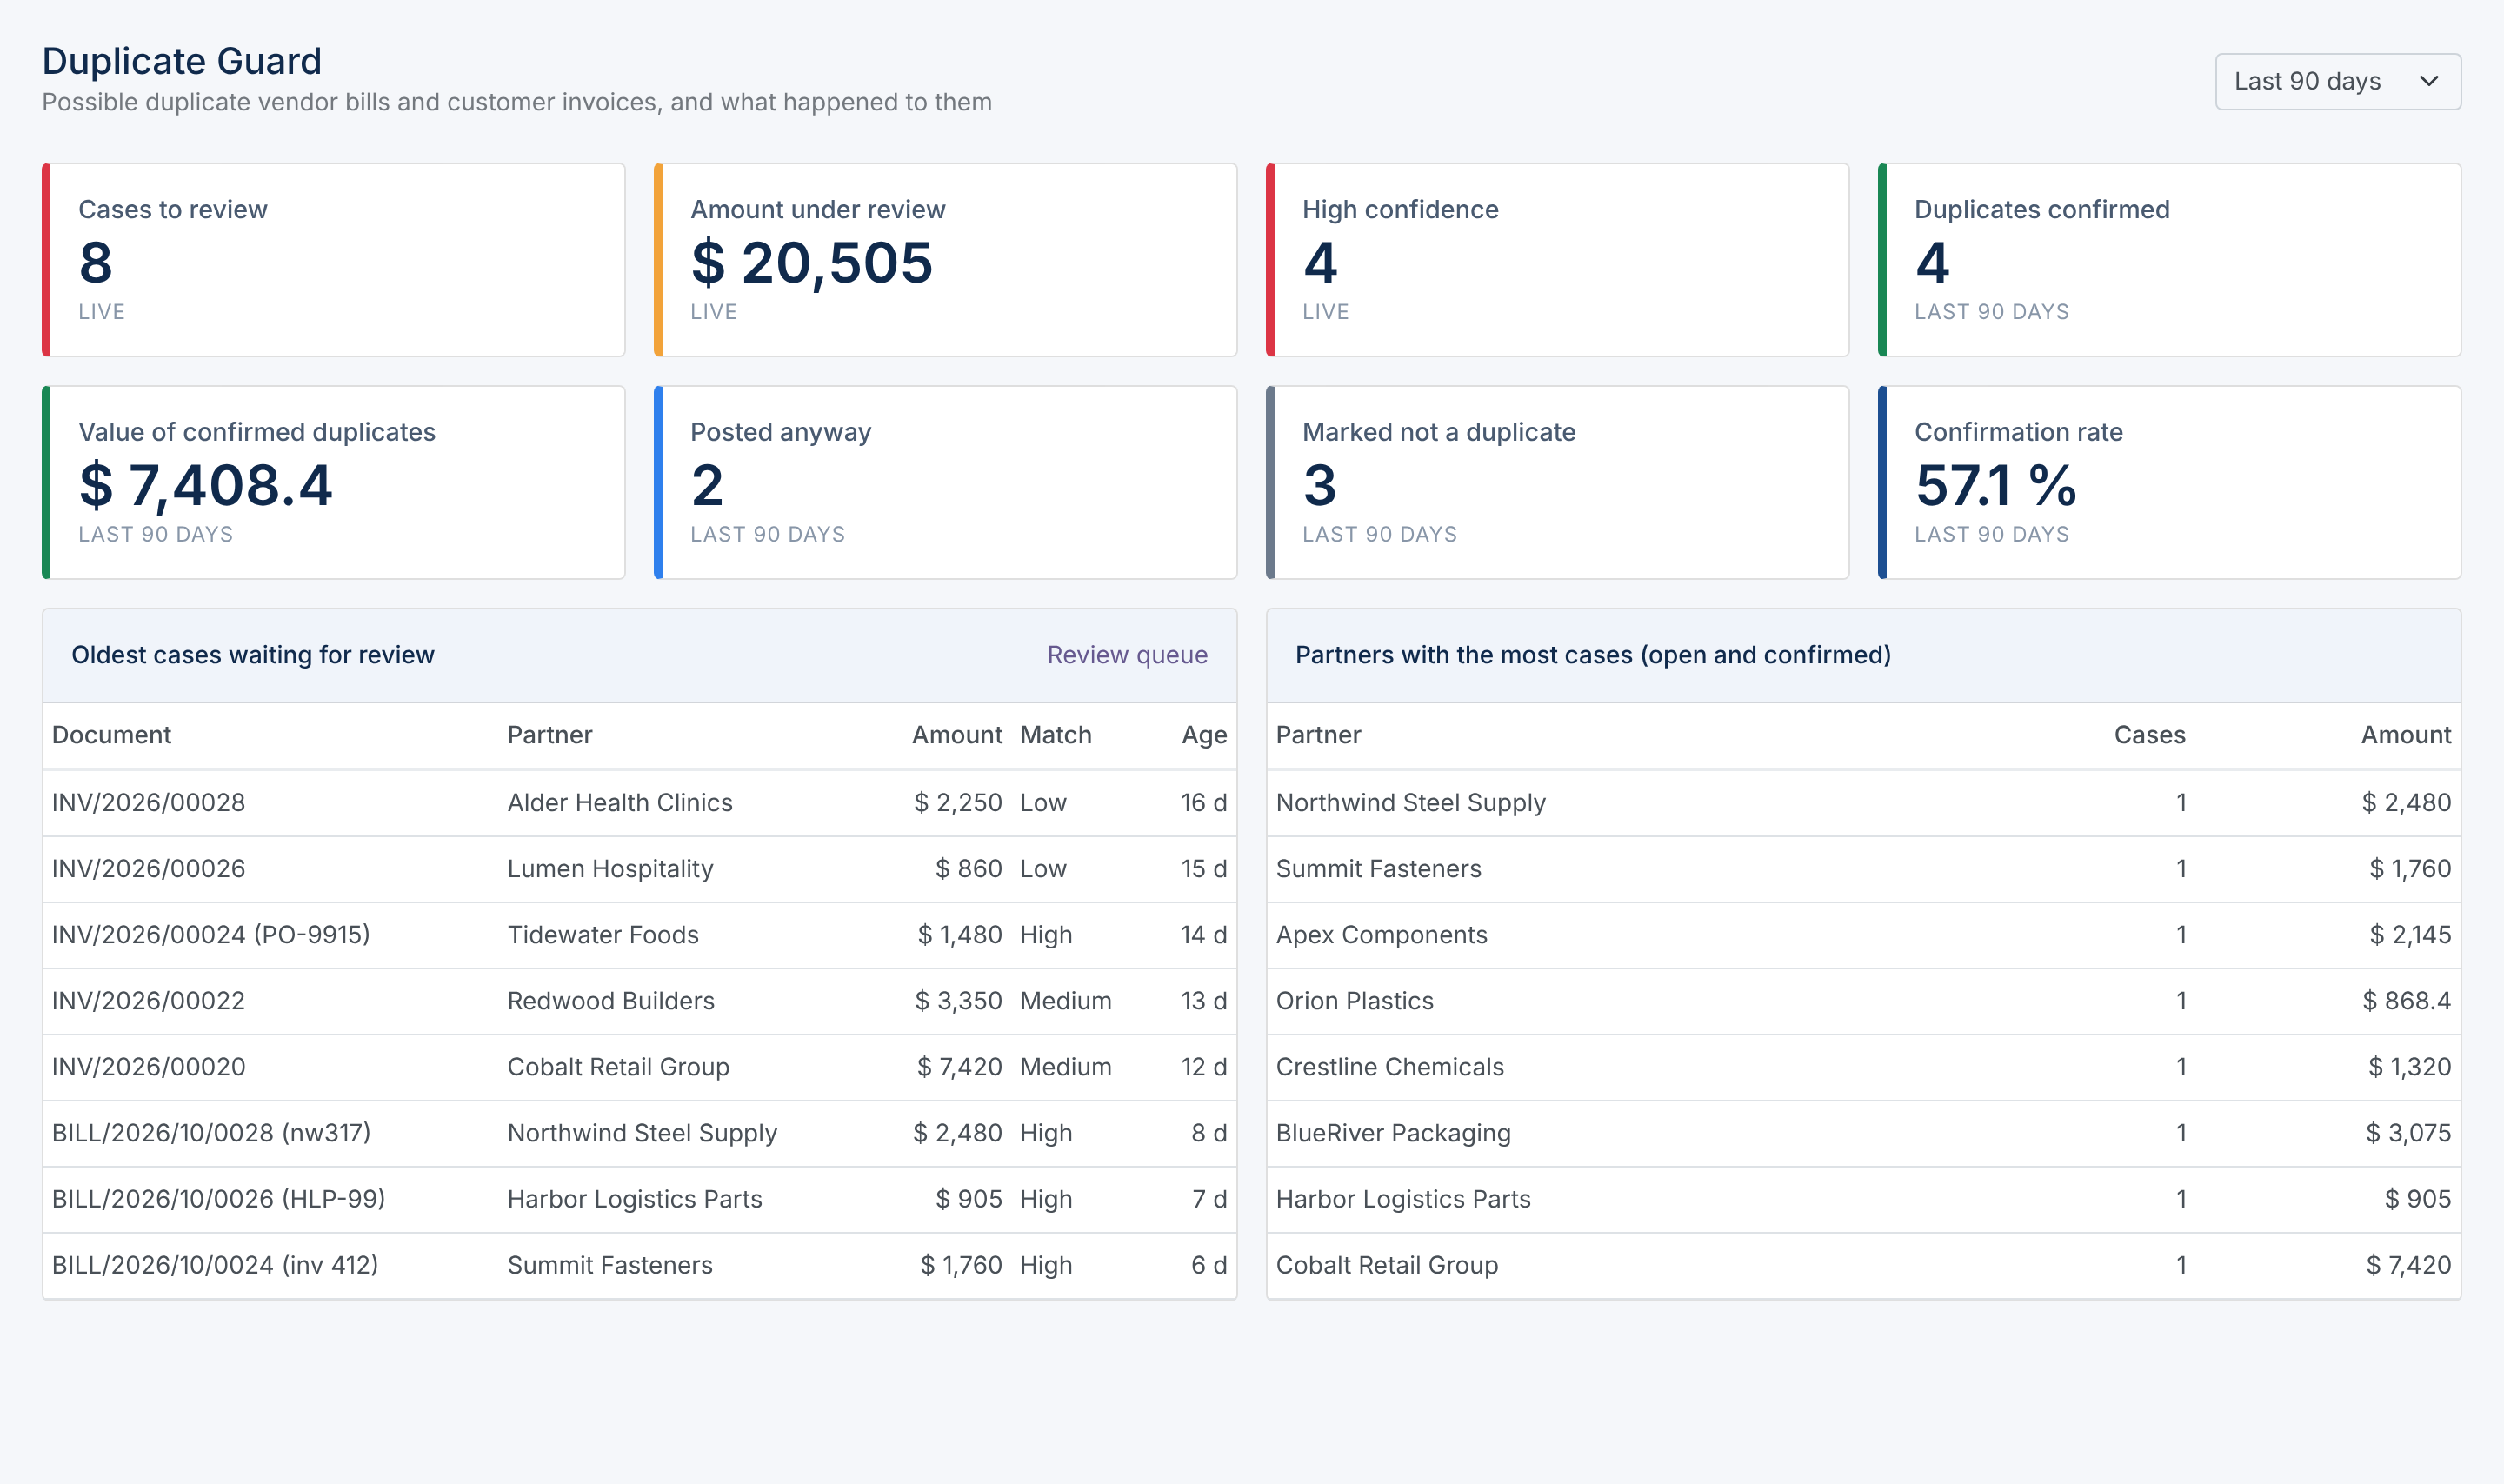 Duplicate Guard
Possible duplicate vendor bills and customer invoices, and what happened to them
Last 90 days
Cases to review
8
LIVE
Amount under review
$ 20,505
LIVE
High confidence
4
LIVE
Duplicates confirmed
4
LAST 90 DAYS
Value of confirmed duplicates
$ 7,408.4
LAST 90 DAYS
Posted anyway
2
LAST 90 DAYS
Marked not a duplicate
3
LAST 90 DAYS
Confirmation rate
57.1 %
LAST 90 DAYS
Oldest cases waiting for review Review queue
Document Partner Amount Match Age
INV/2026/00028 Alder Health Clinics $ 2,250 Low 16 d
INV/2026/00026 Lumen Hospitality $ 860 Low 15 d
INV/2026/00024 (PO-9915) Tidewater Foods $ 1,480 High 14 d
INV/2026/00022 Redwood Builders $ 3,350 Medium 13 d
INV/2026/00020 Cobalt Retail Group $ 7,420 Medium 12 d
BILL/2026/10/0028 (nw317) Northwind Steel Supply $ 2,480 High 8 d
BILL/2026/10/0026 (HLP-99) Harbor Logistics Parts $ 905 High 7 d
BILL/2026/10/0024 (inv 412) Summit Fasteners $ 1,760 High 6 d
Partners with the most cases (open and confirmed)
Partner Cases Amount
Northwind Steel Supply 1 $ 2,480
Summit Fasteners 1 $ 1,760
Apex Components 1 $ 2,145
Orion Plastics 1 $ 868.4
Crestline Chemicals 1 $ 1,320
BlueRiver Packaging 1 $ 3,075
Harbor Logistics Parts 1 $ 905
Cobalt Retail Group 1 $ 7,420